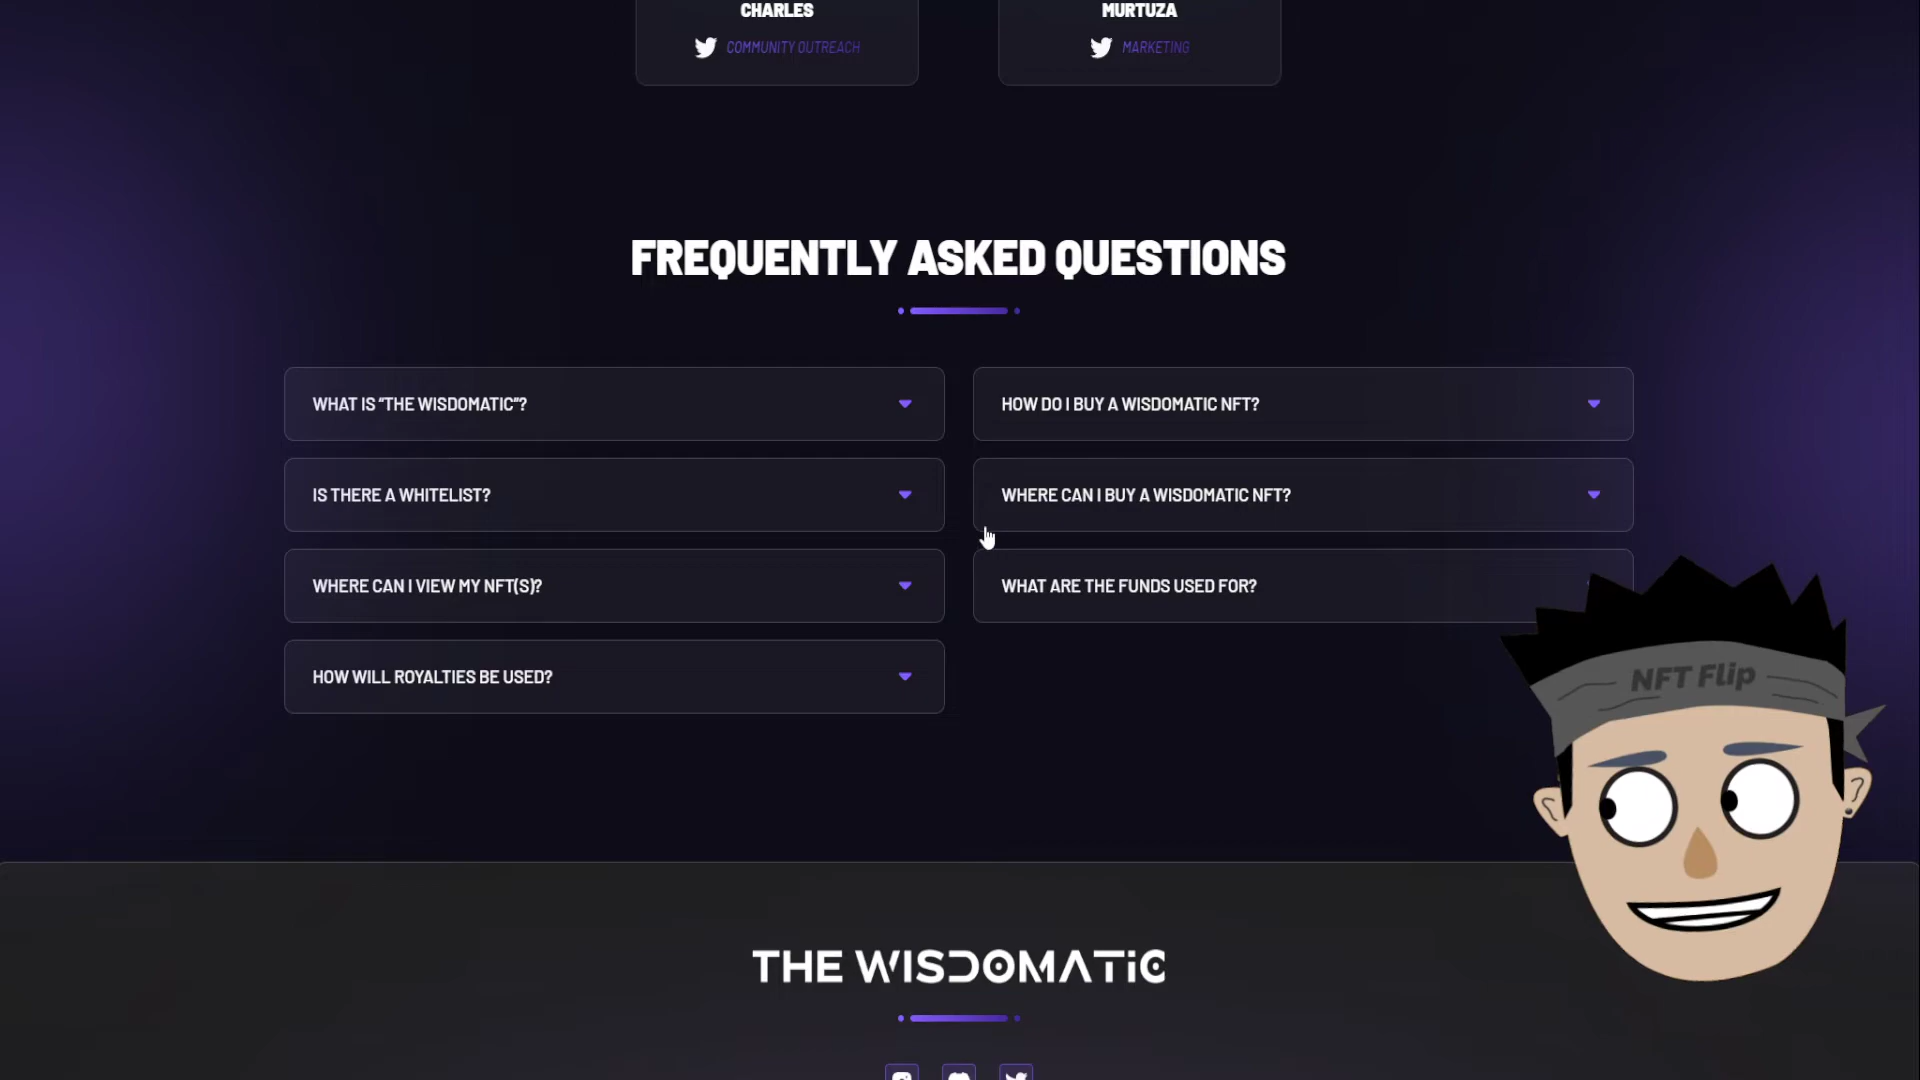 CHARLES
COMMUNITY OUTREACH
MURTUZA
MARKETING
FREQUENTLY ASKED QUESTIONS
WHAT IS "THE WISDOMATIC"?
HOW DO I BUY A WISDOMATIC NFT?
IS THERE A WHITELIST?
WHERE CAN I BUY A WISDOMATIC NFT?
WHERE CAN I VIEW MY NFT(S)?
WHAT ARE THE FUNDS USED FOR?
HOW WILL ROYALTIES BE USED?
NFT Flip
THE WISDOMATiC